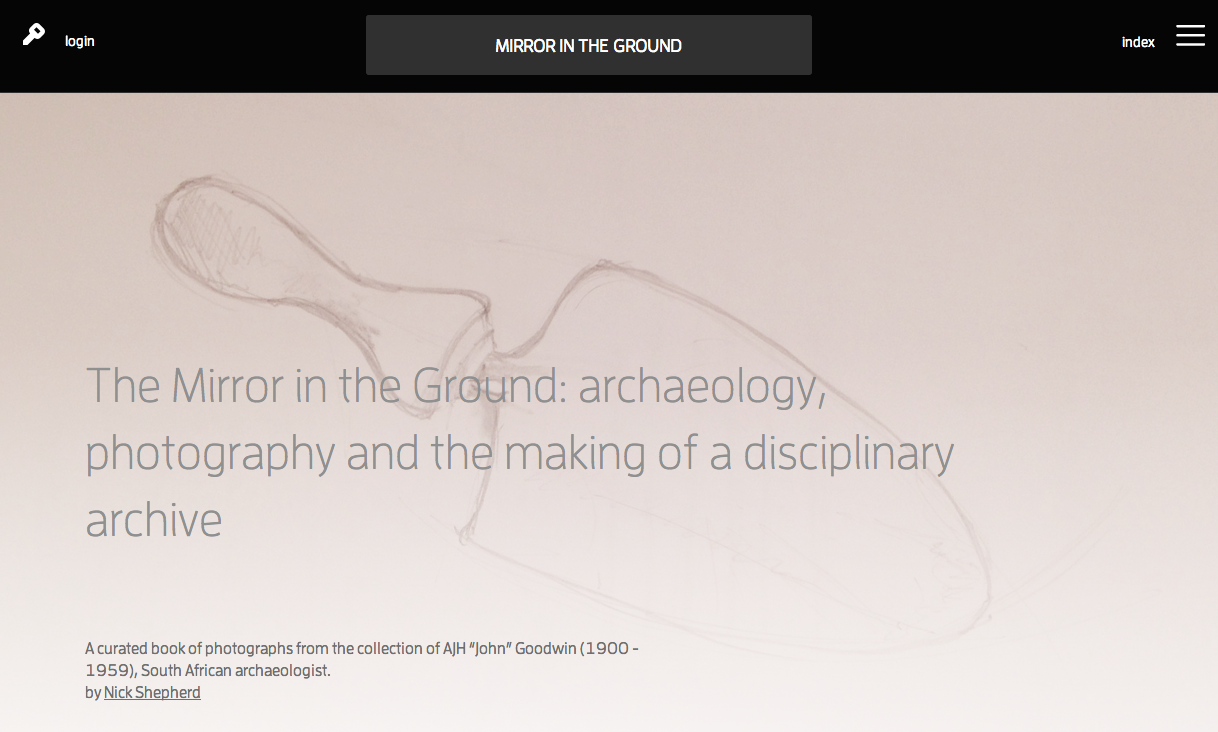 login
MIRROR IN THE GROUND
index
The Mirror in the Ground: archaeology,
photography and the making of a disciplinary
archive
A curated book of photographs from the collection of AJH "John" Goodwin (1900 -
1959), South African archaeologist.
by Nick Shepherd